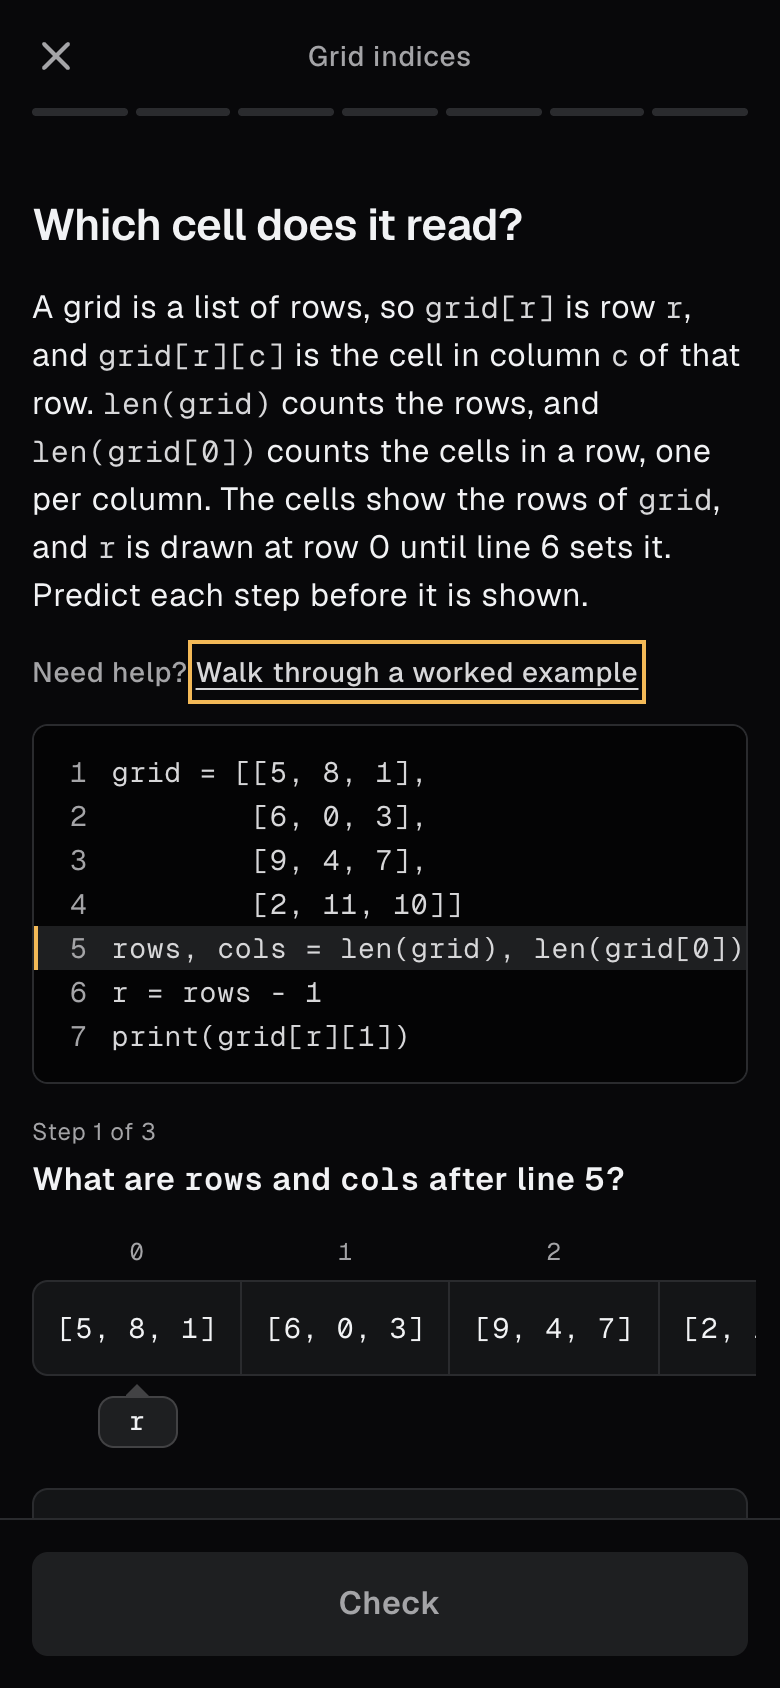 Grid indices
Which cell does it read?
A grid is a list of rows, so grid[r] is row r,
and grid[r][c] is the cell in column c of that
row. len(grid) counts the rows, and
len(grid[0]) counts the cells in a row, one
per column. The cells show the rows of grid,
and r is drawn at row 0 until line 6 sets it.
Predict each step before it is shown.
Need help? Walk through a worked example
1 grid = [[5, 8, 1],
2         [6, 0, 3],
3         [9, 4, 7],
4         [2, 11, 10]]
5 rows, cols = len(grid), len(grid[0])
6 r = rows - 1
7 print(grid[r][1])
Step 1 of 3
What are rows and cols after line 5?
0 1 2
[5, 8, 1] [6, 0, 3] [9, 4, 7] [2,
r
Check